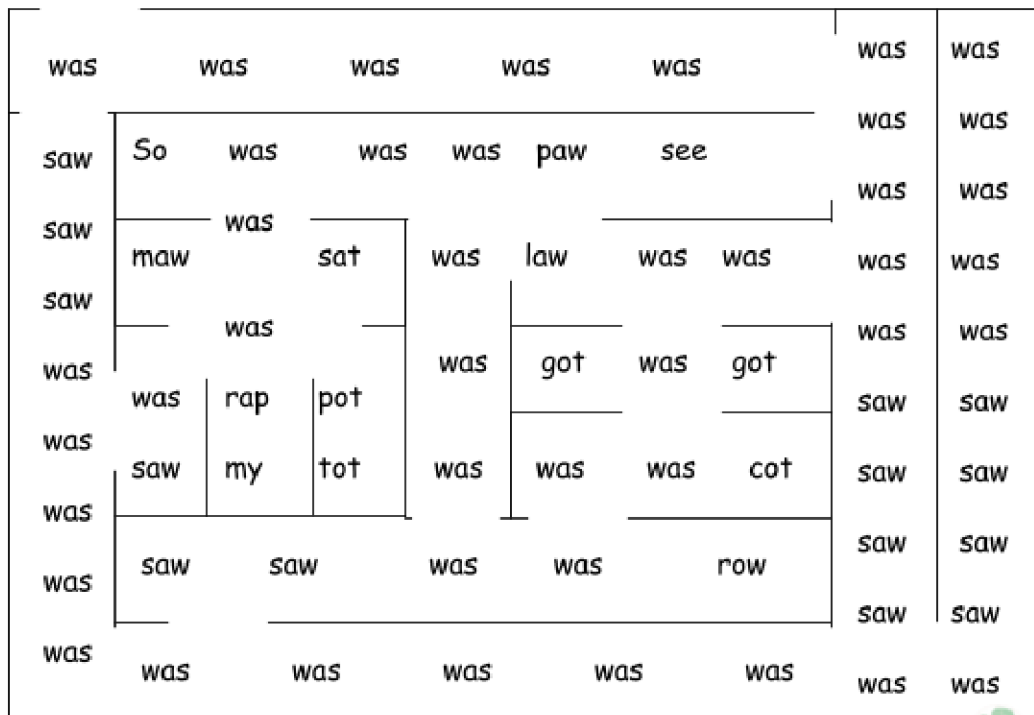 was was was was was was was
was was
saw So was was was paw see
was was
saw was
maw sat was law was was was was
saw was
was was
was was got was got
was rap pot saw saw
was
saw my tot was was was cot saw saw
was
saw saw
saw saw was was row
was
saw saw
was
was was was was was was was